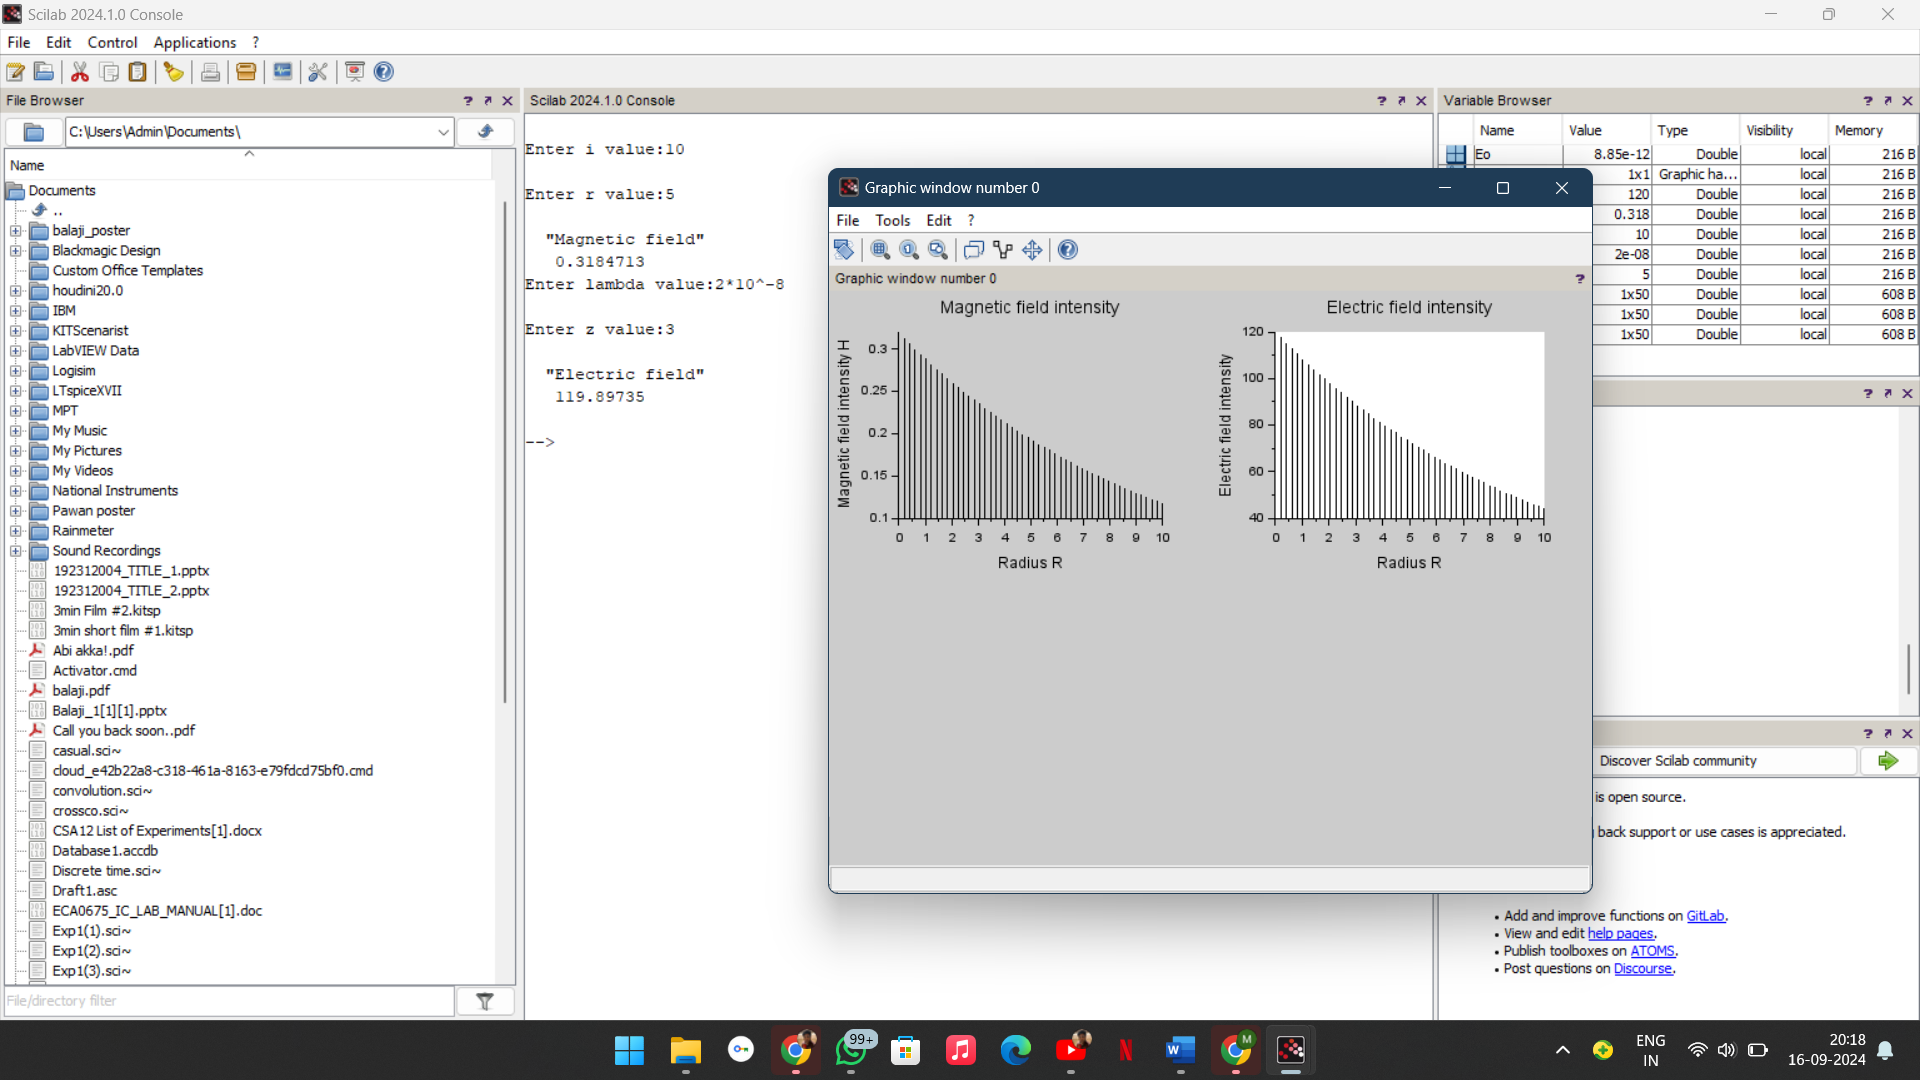 Scilab 2024.1.0 Console
File Edit Control Applications ?
File Browser
C:\Users\Admin\Documents\
Name
Documents
..
balaji_poster
Blackmagic Design
Custom Office Templates
houdini20.0
IBM
KITScenarist
LabVIEW Data
Logisim
LTspiceXVII
MPT
My Music
My Pictures
My Videos
National Instruments
Pawan poster
Rainmeter
Sound Recordings
192312004_TITLE_1.pptx
192312004_TITLE_2.pptx
3min Film #2.kitsp
3min short film #1.kitsp
Abi akka!.pdf
Activator.cmd
balaji.pdf
Balaji_1[1][1].pptx
Call you back soon..pdf
casual.sci~
cloud_e42b22a8-c318-461a-8163-e79fdcd75bf0.cmd
convolution.sci~
crossco.sci~
CSA12 List of Experiments[1].docx
Database1.accdb
Discrete time.sci~
Draft1.asc
ECA0675_IC_LAB_MANUAL[1].doc
Exp1(1).sci~
Exp1(2).sci~
Exp1(3).sci~
File/directory filter
Scilab 2024.1.0 Console
Enter i value:10
Enter r value:5
"Magnetic field"
0.3184713
Enter lambda value:2*10^-8
Enter z value:3
"Electric field"
119.89735
-->
Graphic window number 0
File Tools Edit ?
Graphic window number 0
?
Magnetic field intensity
Magnetic field intensity H
0.3
0.25
0.2
0.15
0.1
0 1 2 3 4 5 6 7 8 9 10
Radius R
Electric field intensity
Electric field intensity
120
100
80
60
40
0 1 2 3 4 5 6 7 8 9 10
Radius R
Variable Browser
Name Value Type Visibility Memory
Eo 8.85e-12 Double local 216 B
1x1 Graphic ha... local 216 B
120 Double local 216 B
0.318 Double local 216 B
10 Double local 216 B
2e-08 Double local 216 B
5 Double local 216 B
1x50 Double local 608 B
1x50 Double local 608 B
1x50 Double local 608 B
Discover Scilab community
is open source.
back support or use cases is appreciated.
• Add and improve functions on GitLab.
• View and edit help pages.
• Publish toolboxes on ATOMS.
• Post questions on Discourse.
99+
M
ENG
IN
20:18
16-09-2024